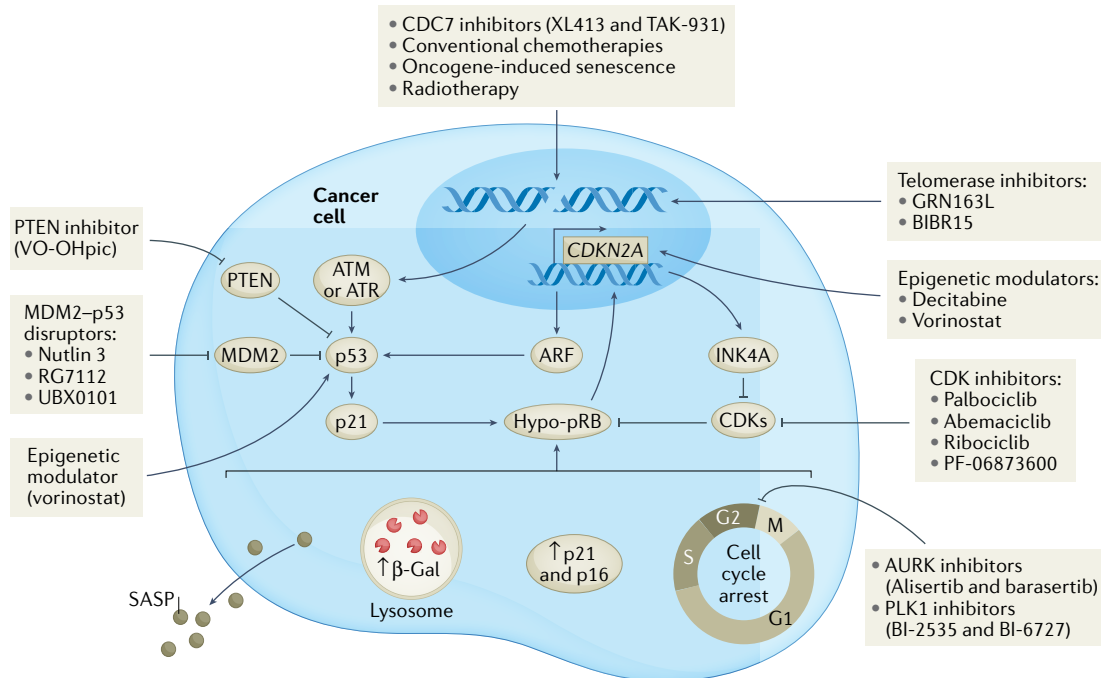 • CDC7 inhibitors (XL413 and TAK-931)
• Conventional chemotherapies
• Oncogene-induced senescence
• Radiotherapy
Cancer
cell
Telomerase inhibitors:
• GRN163L
• BIBR15
PTEN inhibitor
(VO-OHpic)
PTEN
ATM
or ATR
CDKN2A
Epigenetic modulators:
• Decitabine
• Vorinostat
MDM2–p53
disruptors:
• Nutlin 3
• RG7112
• UBX0101
MDM2
p53
ARF
INK4A
CDK inhibitors:
• Palbociclib
• Abemaciclib
• Ribociclib
• PF-06873600
p21
Hypo-pRB
CDKs
Epigenetic
modulator
(vorinostat)
SASP
↑β-Gal
Lysosome
↑p21
and p16
G2
M
S
G1
Cell
cycle
arrest
• AURK inhibitors
(Alisertib and barasertib)
• PLK1 inhibitors
(BI-2535 and BI-6727)